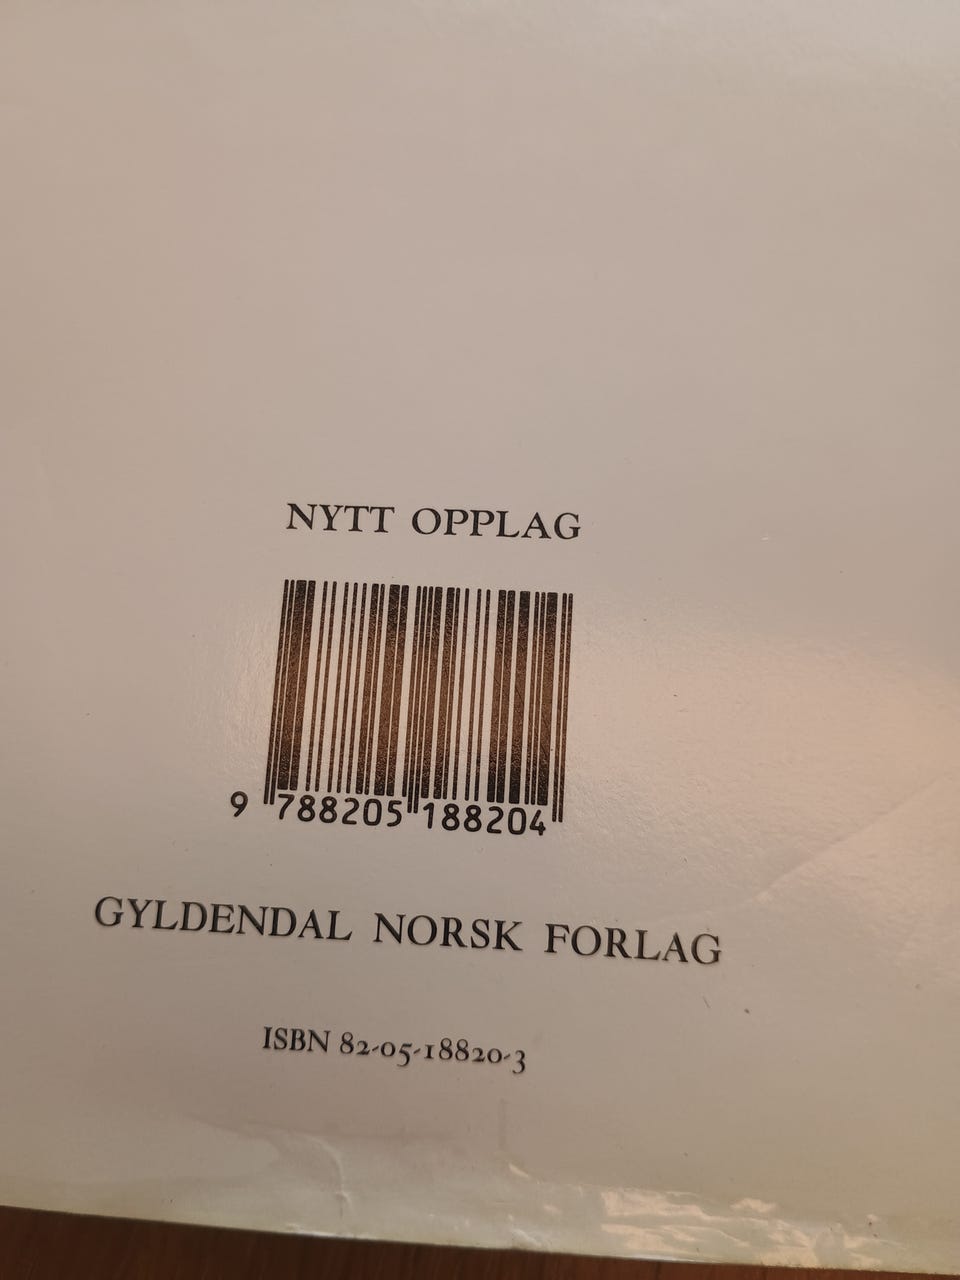 NYTT OPPLAG
9 788205 188204
GYLDENDAL NORSK FORLAG
ISBN 82-05-18820-3